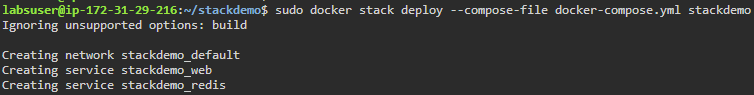 labsuser@ip-172-31-29-216:~/stackdemo$ sudo docker stack deploy --compose-file docker-compose.yml stackdemo
Ignoring unsupported options: build

Creating network stackdemo_default
Creating service stackdemo_web
Creating service stackdemo_redis